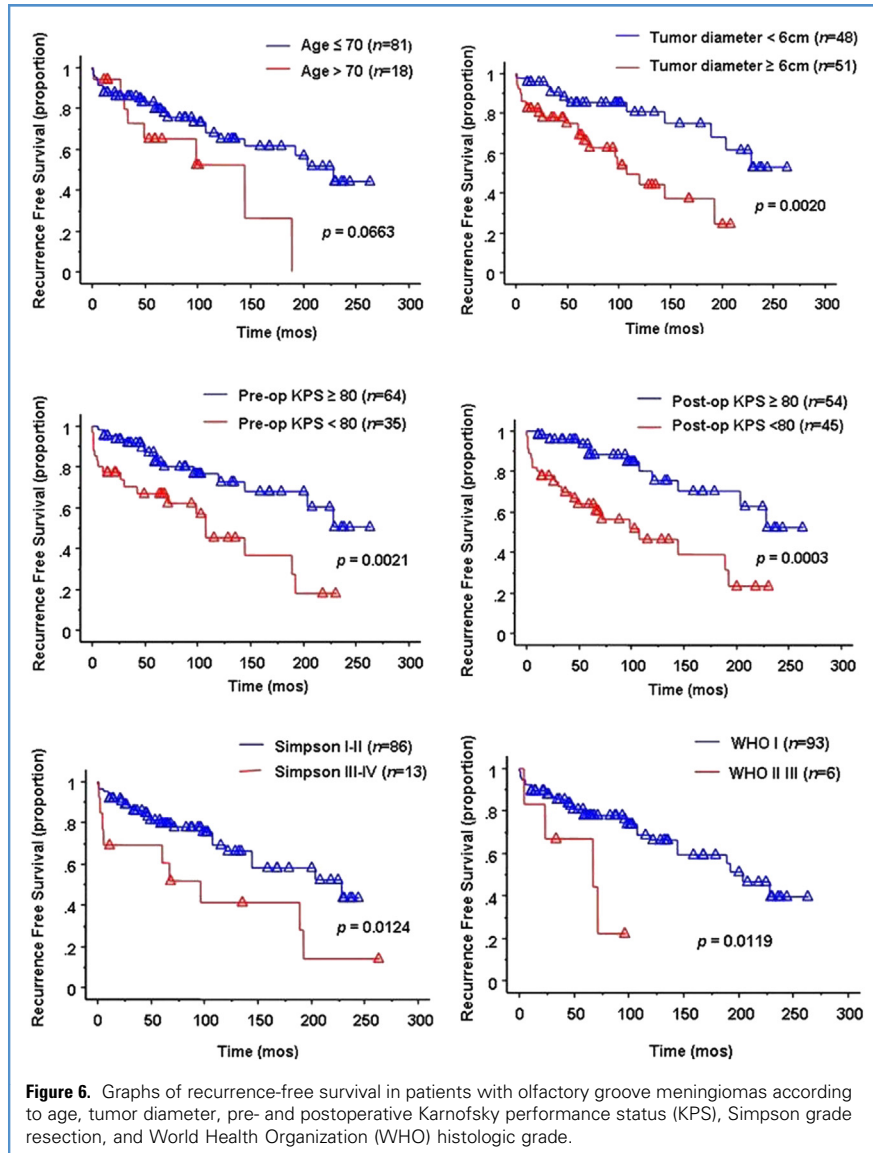 Age ≤ 70 (n=81)
Age > 70 (n=18)
Recurrence Free Survival (proportion)
1
.8
.6
.4
.2
0
p = 0.0663
0 50 100 150 200 250 300
Time (mos)
Tumor diameter < 6cm (n=48)
Tumor diameter ≥ 6cm (n=51)
Recurrence Free Survival (proportion)
1
.8
.6
.4
.2
0
p = 0.0020
0 50 100 150 200 250 300
Time (mos)
Pre-op KPS ≥ 80 (n=64)
Pre-op KPS < 80 (n=35)
Recurrence Free Survival (proportion)
1
.8
.6
.4
.2
0
p = 0.0021
0 50 100 150 200 250 300
Time (mos)
Post-op KPS ≥ 80 (n=54)
Post-op KPS <80 (n=45)
Recurrence Free Survival (proportion)
1
.8
.6
.4
.2
0
p = 0.0003
0 50 100 150 200 250 300
Time (mos)
Simpson I-II (n=86)
Simpson III-IV (n=13)
Recurrence Free Survival (proportion)
1
.8
.6
.4
.2
0
p = 0.0124
0 50 100 150 200 250 300
Time (mos)
WHO I (n=93)
WHO II III (n=6)
Recurrence Free Survival (proportion)
1
.8
.6
.4
.2
0
p = 0.0119
0 50 100 150 200 250 300
Time (mos)
Figure 6. Graphs of recurrence-free survival in patients with olfactory groove meningiomas according
to age, tumor diameter, pre- and postoperative Karnofsky performance status (KPS), Simpson grade
resection, and World Health Organization (WHO) histologic grade.